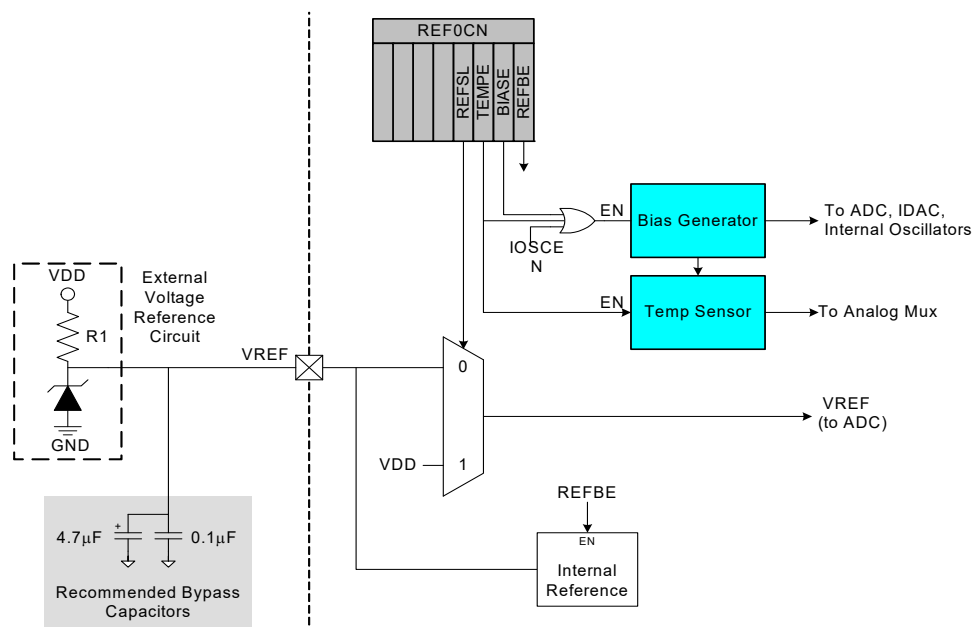 REF0CN
REFSL
TEMPE
BIASE
REFBE
EN
Bias Generator
To ADC, IDAC,
Internal Oscillators
IOSCE
N
EN
Temp Sensor
To Analog Mux
VDD
R1
GND
External
Voltage
Reference
Circuit
VREF
0
VDD
1
VREF
(to ADC)
REFBE
EN
Internal
Reference
+
4.7μF
0.1μF
Recommended Bypass
Capacitors